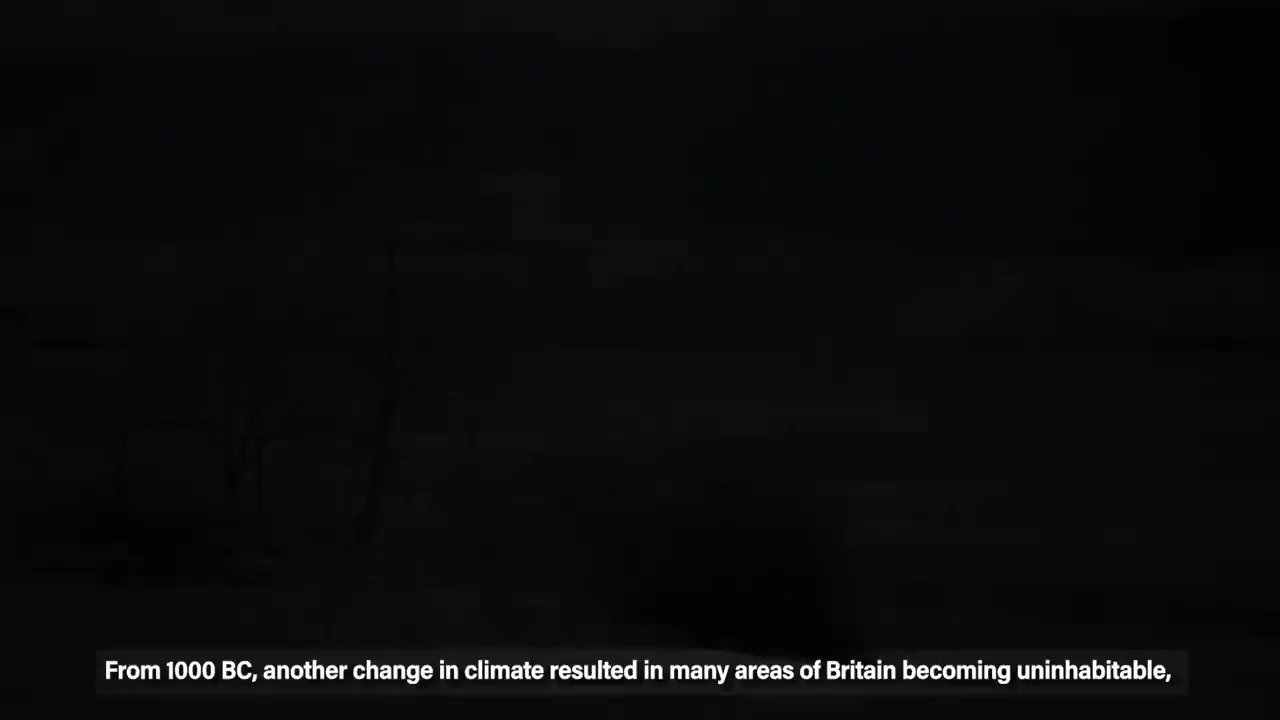 From 1000 BC, another change in climate resulted in many areas of Britain becoming uninhabitable,